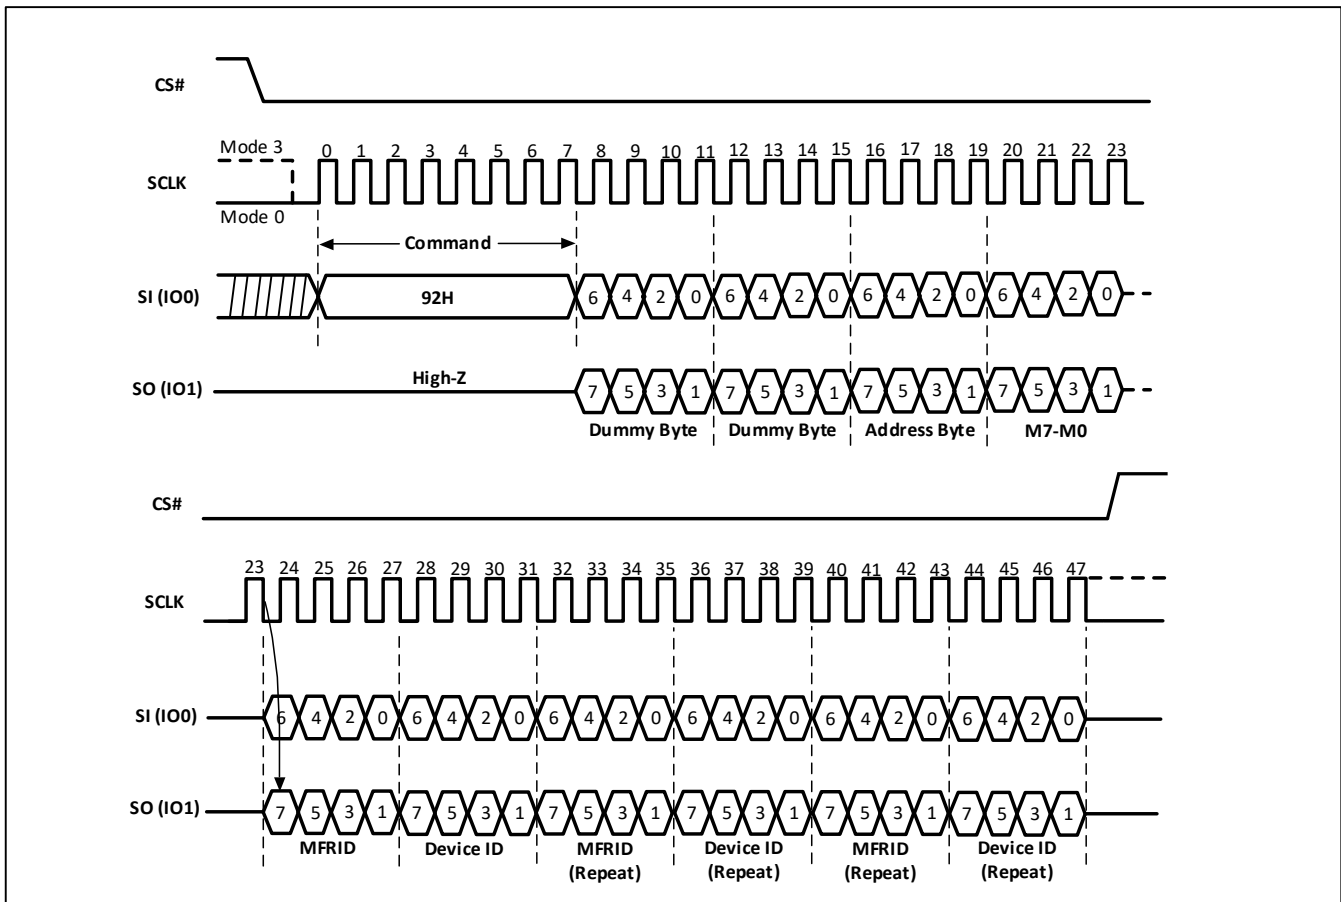 CS#
Mode 3
0 1 2 3 4 5 6 7 8 9 10 11 12 13 14 15 16 17 18 19 20 21 22 23
SCLK
Mode 0
Command
SI (IO0)
92H
6 4 2 0 6 4 2 0 6 4 2 0 6 4 2 0
High-Z
SO (IO1)
7 5 3 1 7 5 3 1 7 5 3 1 7 5 3 1
Dummy Byte Dummy Byte Address Byte M7-M0
CS#
23 24 25 26 27 28 29 30 31 32 33 34 35 36 37 38 39 40 41 42 43 44 45 46 47
SCLK
SI (IO0)
6 4 2 0 6 4 2 0 6 4 2 0 6 4 2 0 6 4 2 0 6 4 2 0
SO (IO1)
7 5 3 1 7 5 3 1 7 5 3 1 7 5 3 1 7 5 3 1 7 5 3 1
MFRID Device ID MFRID Device ID MFRID Device ID
(Repeat) (Repeat) (Repeat) (Repeat)